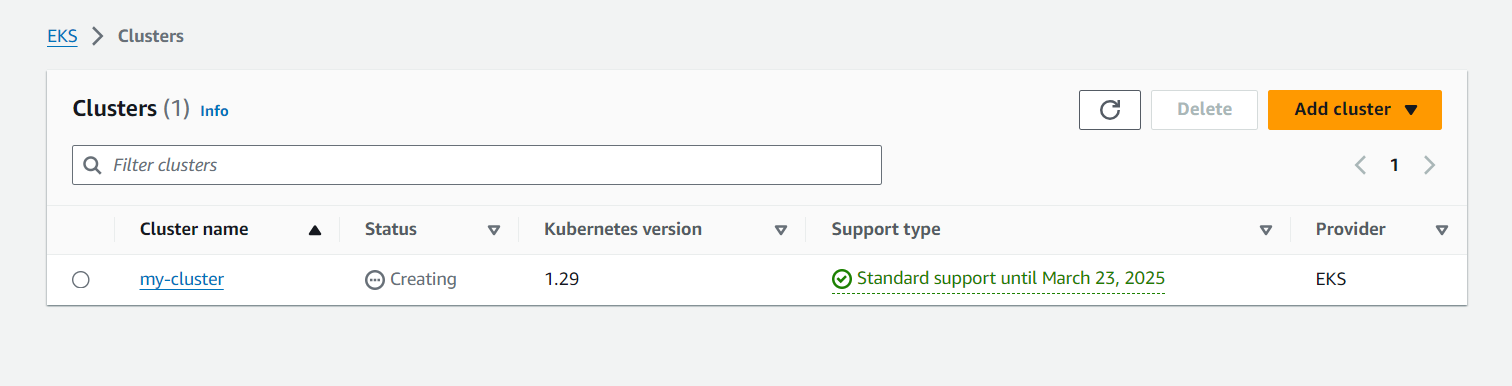 EKS Clusters
Clusters (1) Info
Delete
Add cluster
Filter clusters
1
Cluster name Status Kubernetes version Support type Provider
my-cluster Creating 1.29 Standard support until March 23, 2025 EKS